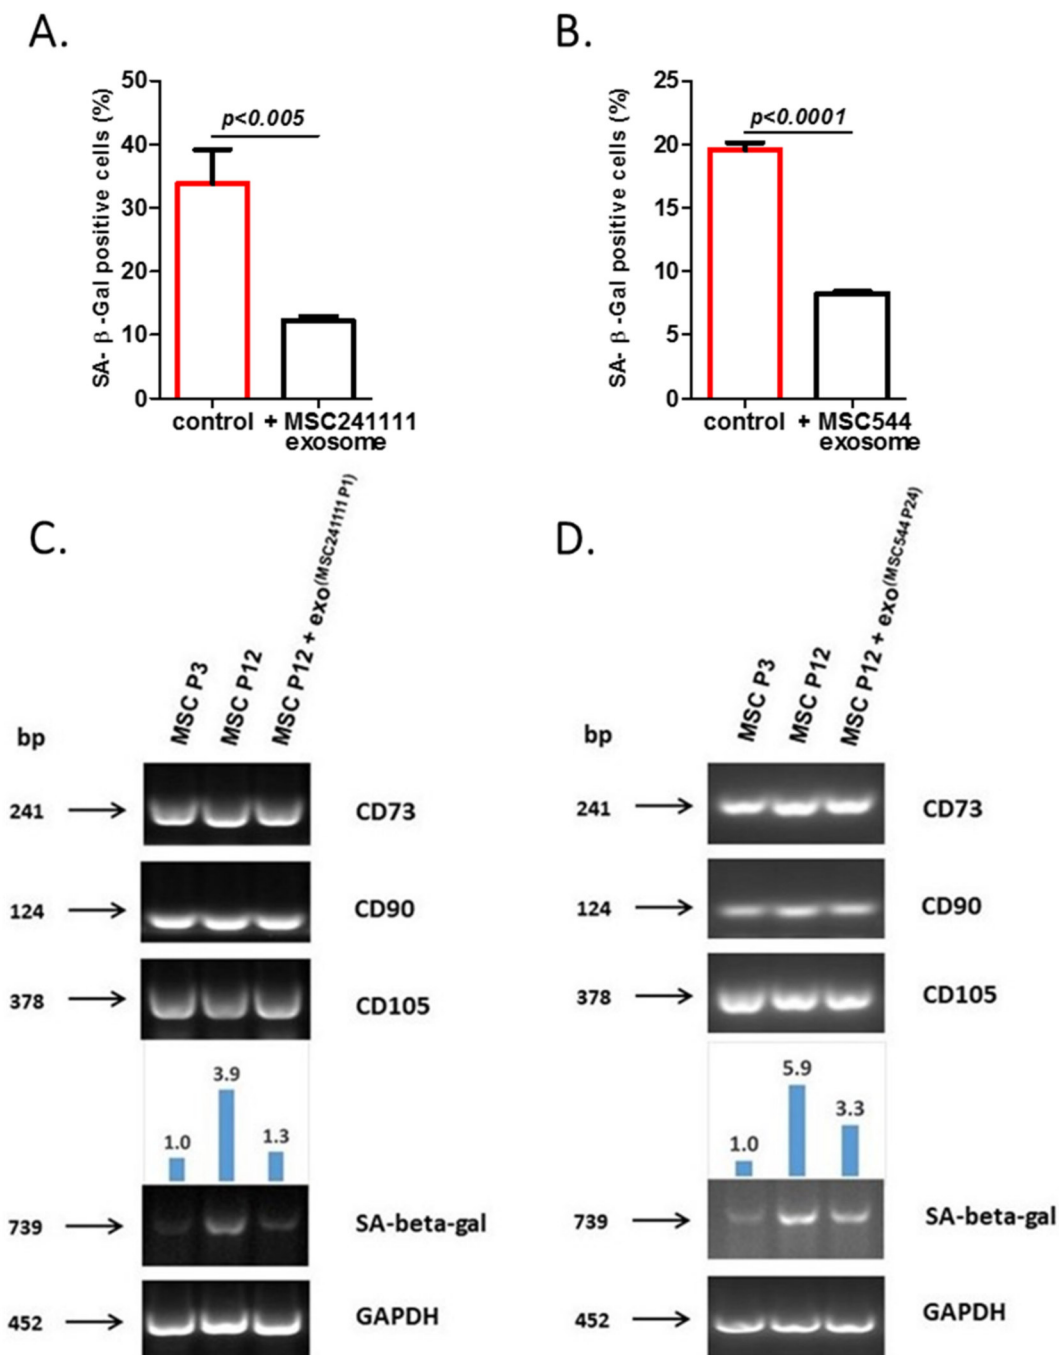 A.
SA- β -Gal positive cells (%)
50
40
30
20
10
0
p<0.005
control + MSC241111
exosome
B.
SA- β -Gal positive cells (%)
25
20
15
10
5
0
p<0.0001
control + MSC544
exosome
C.
bp
MSC P3
MSC P12
MSC P12 + exo(MSC241111 P1)
241
CD73
124
CD90
378
CD105
1.0
3.9
1.3
739
SA-beta-gal
452
GAPDH
D.
bp
MSC P3
MSC P12
MSC P12 + exo(MSC544 P24)
241
CD73
124
CD90
378
CD105
1.0
5.9
3.3
739
SA-beta-gal
452
GAPDH